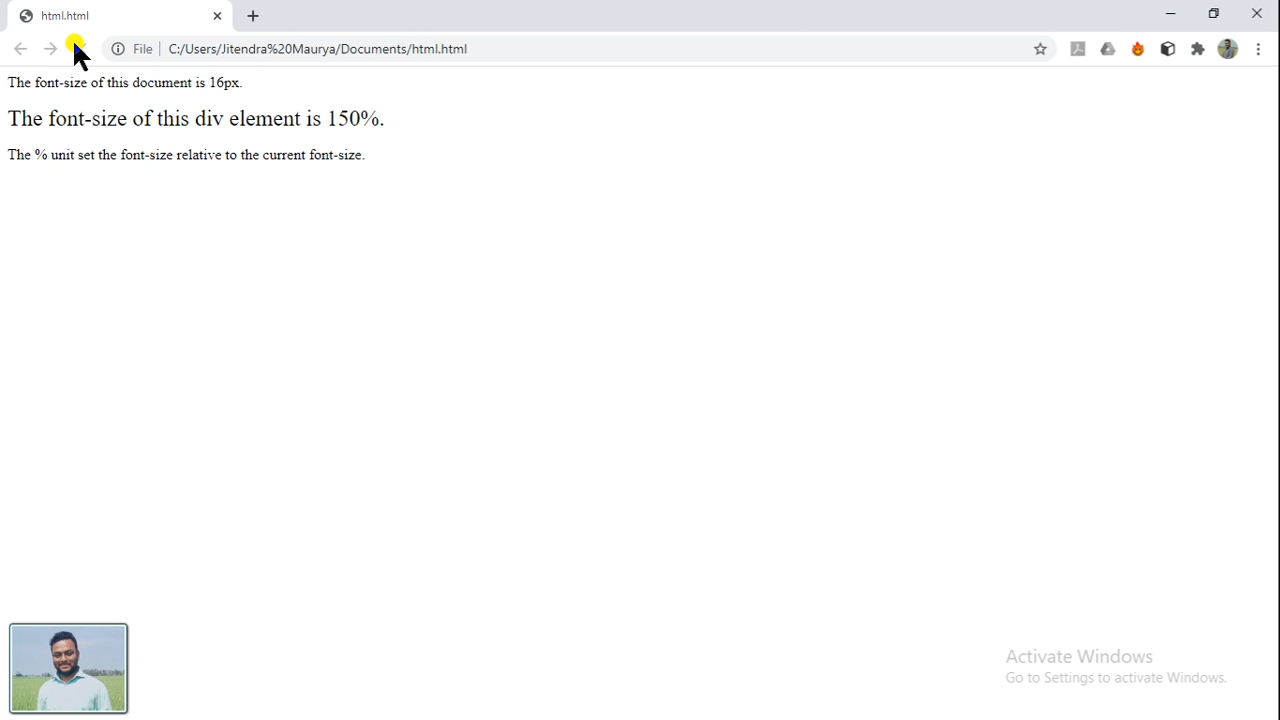 html.html
File
C:/Users/Jitendra%20Maurya/Documents/html.html
The font-size of this document is 16px.
The font-size of this div element is 150%.
The % unit set the font-size relative to the current font-size.
Activate Windows
Go to Settings to activate Windows.